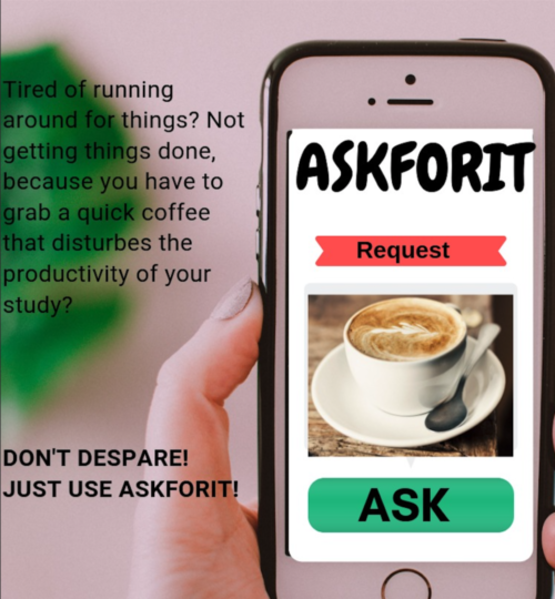 Tired of running
around for things? Not
getting things done,
because you have to
grab a quick coffee
that disturbes the
productivity of your
study?
DON'T DESPARE!
JUST USE ASKFORIT!
ASKFORIT
Request
ASK